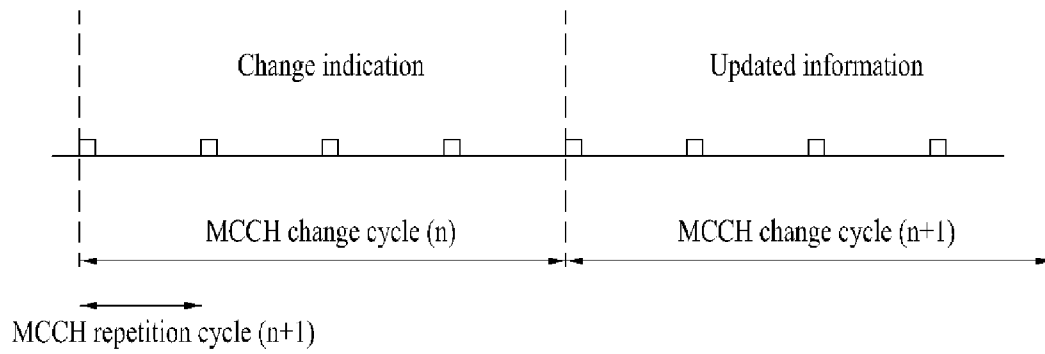 Change indication
Updated information
MCCH change cycle (n)
MCCH change cycle (n+1)
MCCH repetition cycle (n+1)